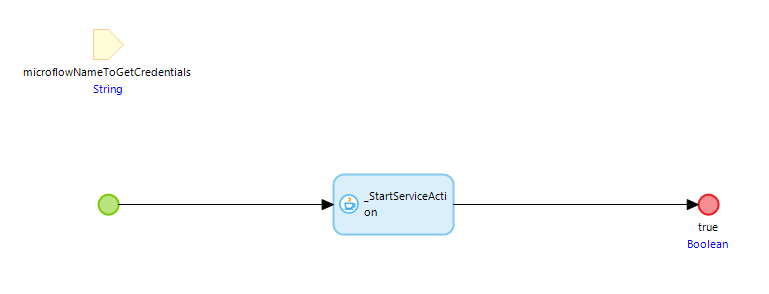 microflowNameToGetCredentials
String
_StartServiceActi
on
true
Boolean